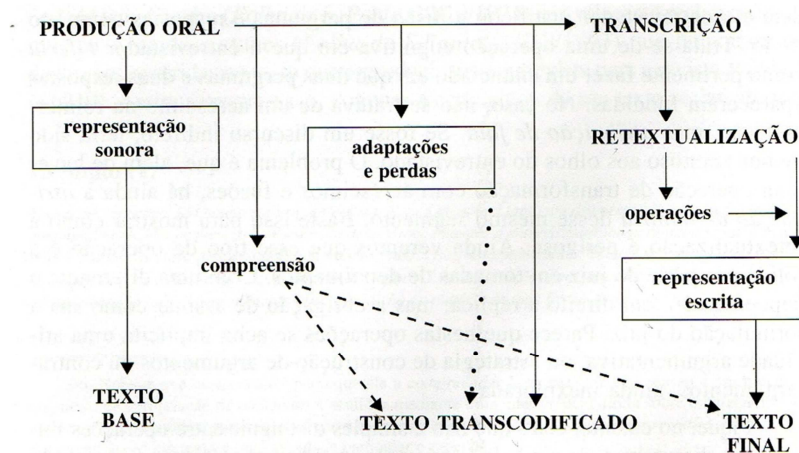 PRODUÇÃO ORAL
TRANSCRIÇÃO
representação
sonora
adaptações
e perdas
RETEXTUALIZAÇÃO
operações
compreensão
representação
escrita
TEXTO
BASE
TEXTO TRANSCODIFICADO
TEXTO
FINAL